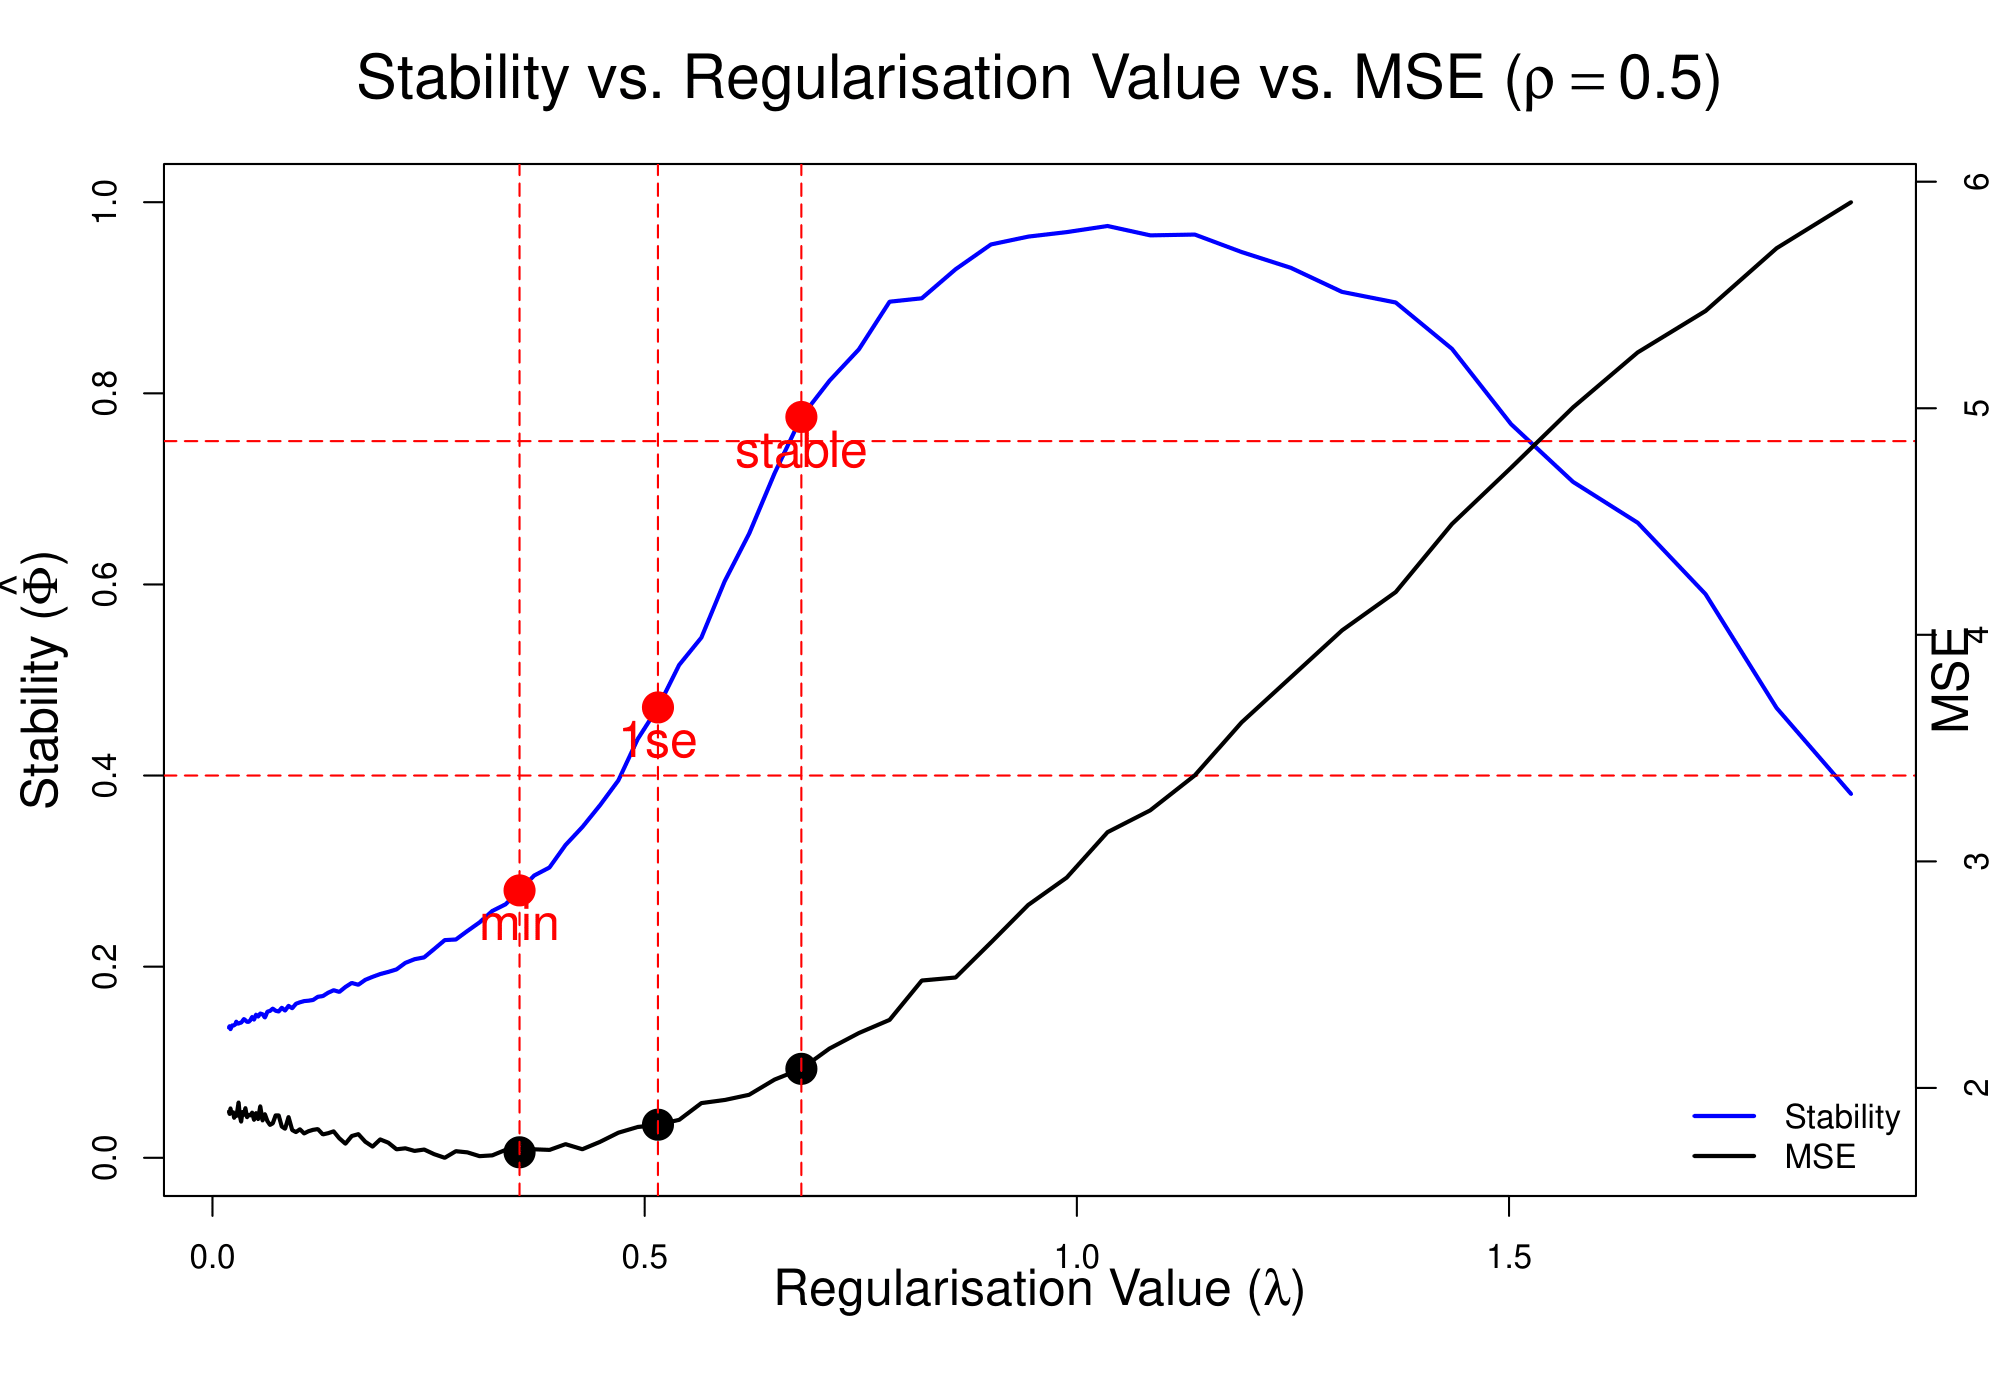 Stability vs. Regularisation Value vs. MSE (ρ = 0.5)
Stability (Φ̂)
1.0
0.8
0.6
0.4
0.2
0.0
stable
1se
min
6
5
4
3
2
MSE
Stability
MSE
0.0
0.5
1.0
1.5
Regularisation Value (λ)